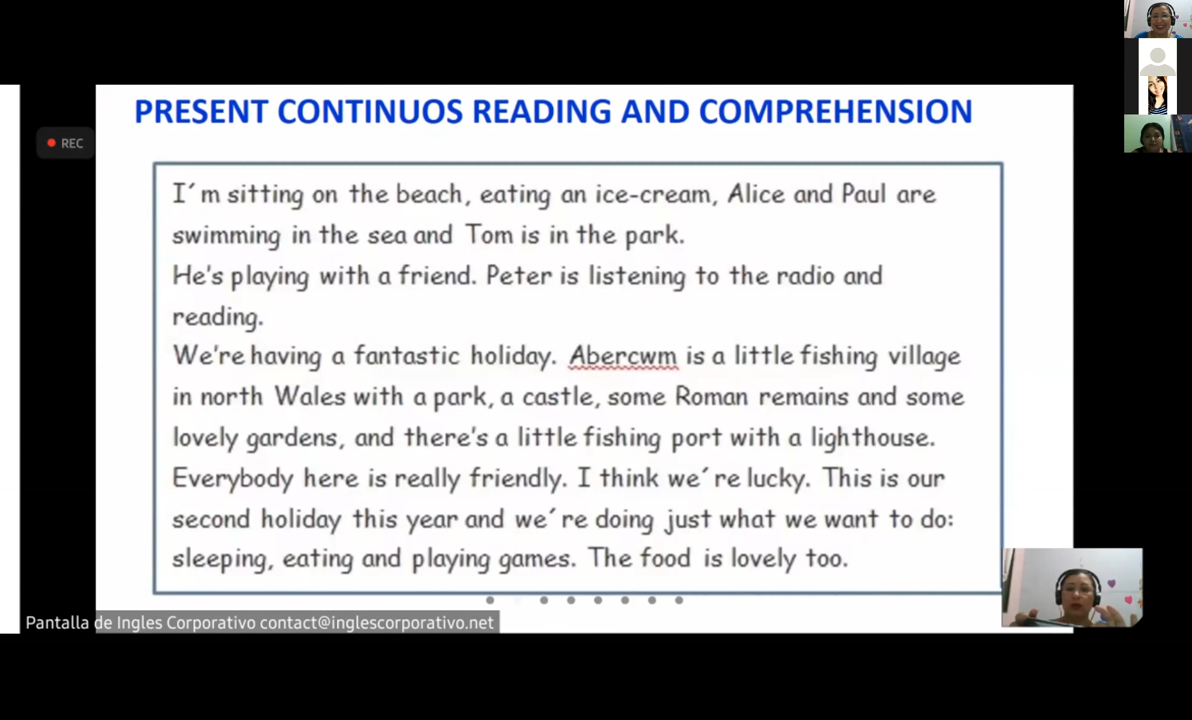 PRESENT CONTINUOS READING AND COMPREHENSION
REC
I´m sitting on the beach, eating an ice-cream, Alice and Paul are
swimming in the sea and Tom is in the park.
He's playing with a friend. Peter is listening to the radio and
reading.
We're having a fantastic holiday. Abercwm is a little fishing village
in north Wales with a park, a castle, some Roman remains and some
lovely gardens, and there's a little fishing port with a lighthouse.
Everybody here is really friendly. I think we´re lucky. This is our
second holiday this year and we´re doing just what we want to do:
sleeping, eating and playing games. The food is lovely too.
Pantalla de Ingles Corporativo contact@inglescorporativo.net